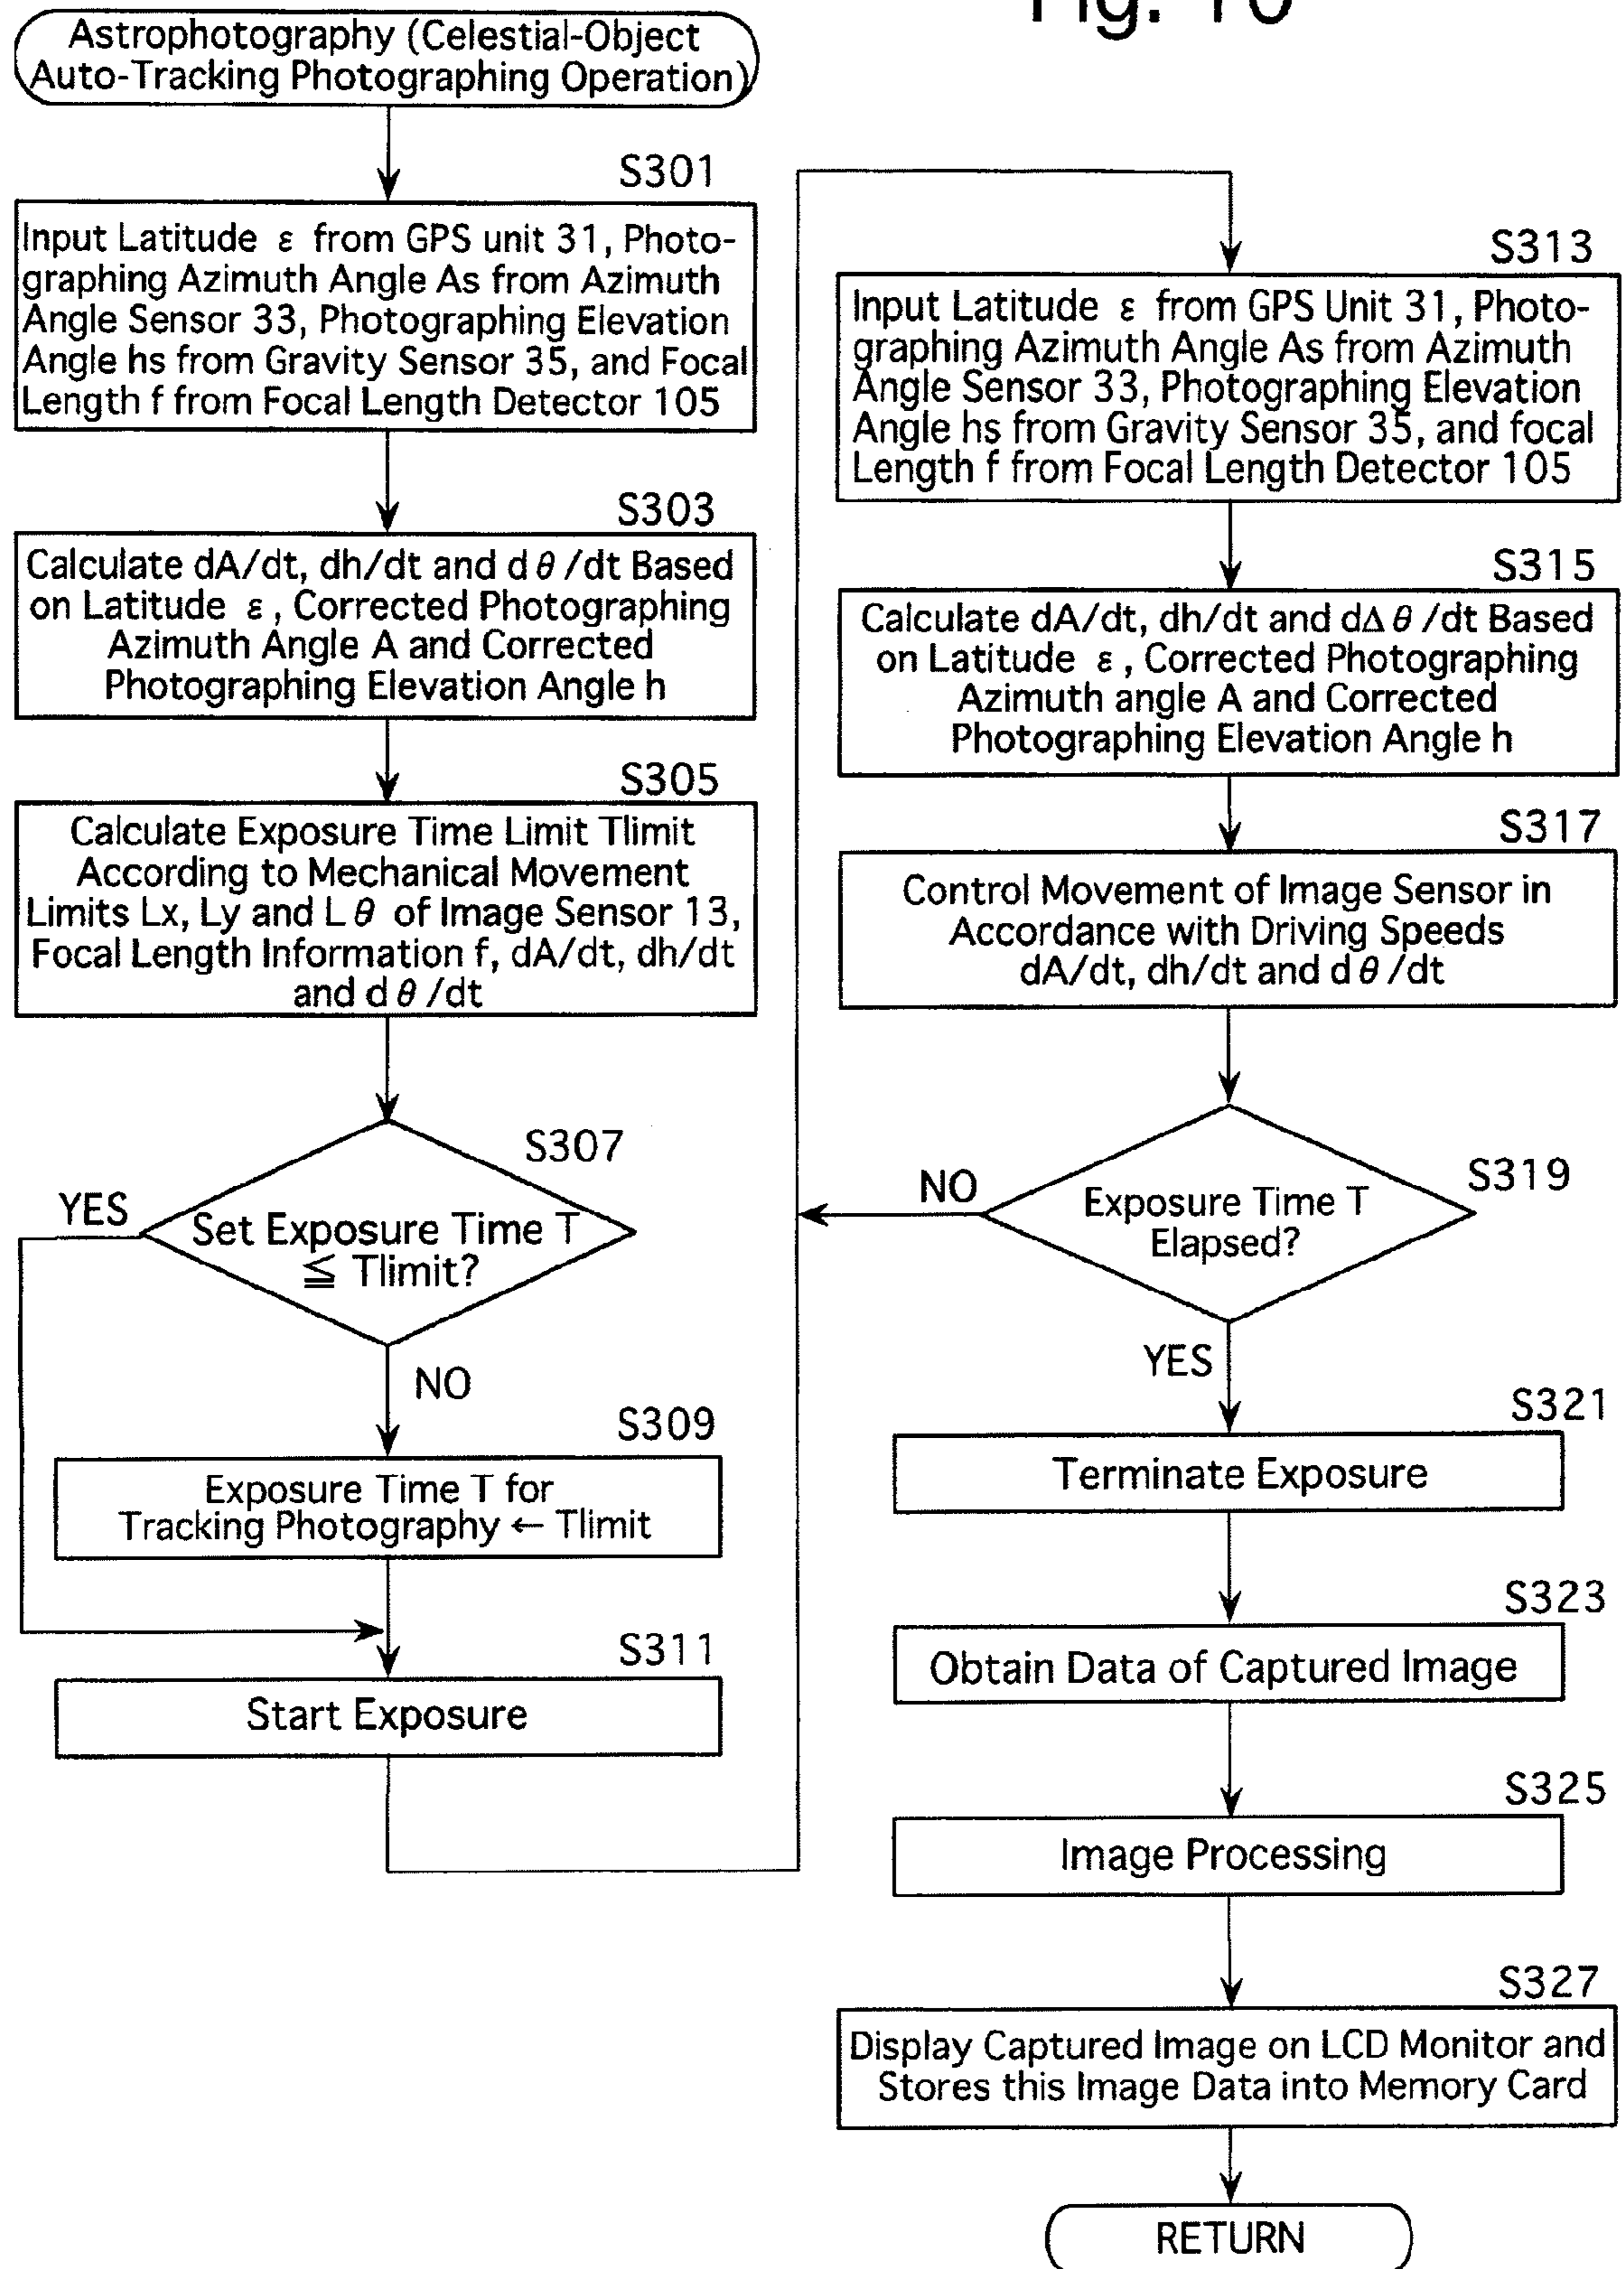 Fig. 10
Astrophotography (Celestial-Object
Auto-Tracking Photographing Operation)
S301
Input Latitude ε from GPS unit 31, Photo-
graphing Azimuth Angle As from Azimuth
Angle Sensor 33, Photographing Elevation
Angle hs from Gravity Sensor 35, and Focal
Length f from Focal Length Detector 105
S303
Calculate dA/dt, dh/dt and dθ/dt Based
on Latitude ε, Corrected Photographing
Azimuth Angle A and Corrected
Photographing Elevation Angle h
S305
Calculate Exposure Time Limit Tlimit
According to Mechanical Movement
Limits Lx, Ly and Lθ of Image Sensor 13,
Focal Length Information f, dA/dt, dh/dt
and dθ/dt
S307
YES
Set Exposure Time T
≦ Tlimit?
NO
S309
Exposure Time T for
Tracking Photography ← Tlimit
S311
Start Exposure
S313
Input Latitude ε from GPS Unit 31, Photo-
graphing Azimuth Angle As from Azimuth
Angle Sensor 33, Photographing Elevation
Angle hs from Gravity Sensor 35, and focal
Length f from Focal Length Detector 105
S315
Calculate dA/dt, dh/dt and dΔθ/dt Based
on Latitude ε, Corrected Photographing
Azimuth angle A and Corrected
Photographing Elevation Angle h
S317
Control Movement of Image Sensor in
Accordance with Driving Speeds
dA/dt, dh/dt and dθ/dt
S319
NO
Exposure Time T
Elapsed?
YES
S321
Terminate Exposure
S323
Obtain Data of Captured Image
S325
Image Processing
S327
Display Captured Image on LCD Monitor and
Stores this Image Data into Memory Card
RETURN